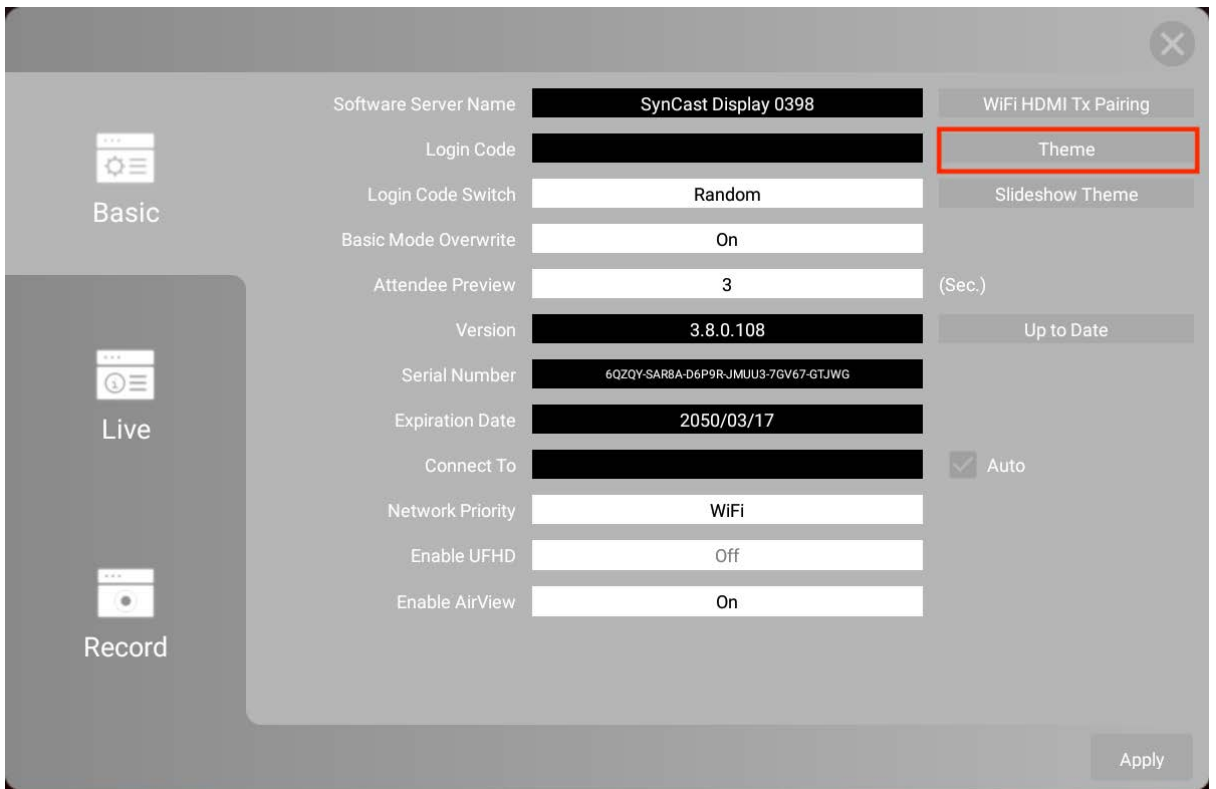 Software Server Name SynCast Display 0398 WiFi HDMI Tx Pairing
Login Code Theme
Login Code Switch Random Slideshow Theme
Basic
Basic Mode Overwrite On
Attendee Preview 3 (Sec.)
Version 3.8.0.108 Up to Date
Serial Number 6QZQY-SAR8A-D6P9R-JMUU3-7GV67-GTJWG
Expiration Date 2050/03/17
Live
Connect To Auto
Network Priority WiFi
Enable UFHD Off
Enable AirView On
Record
Apply